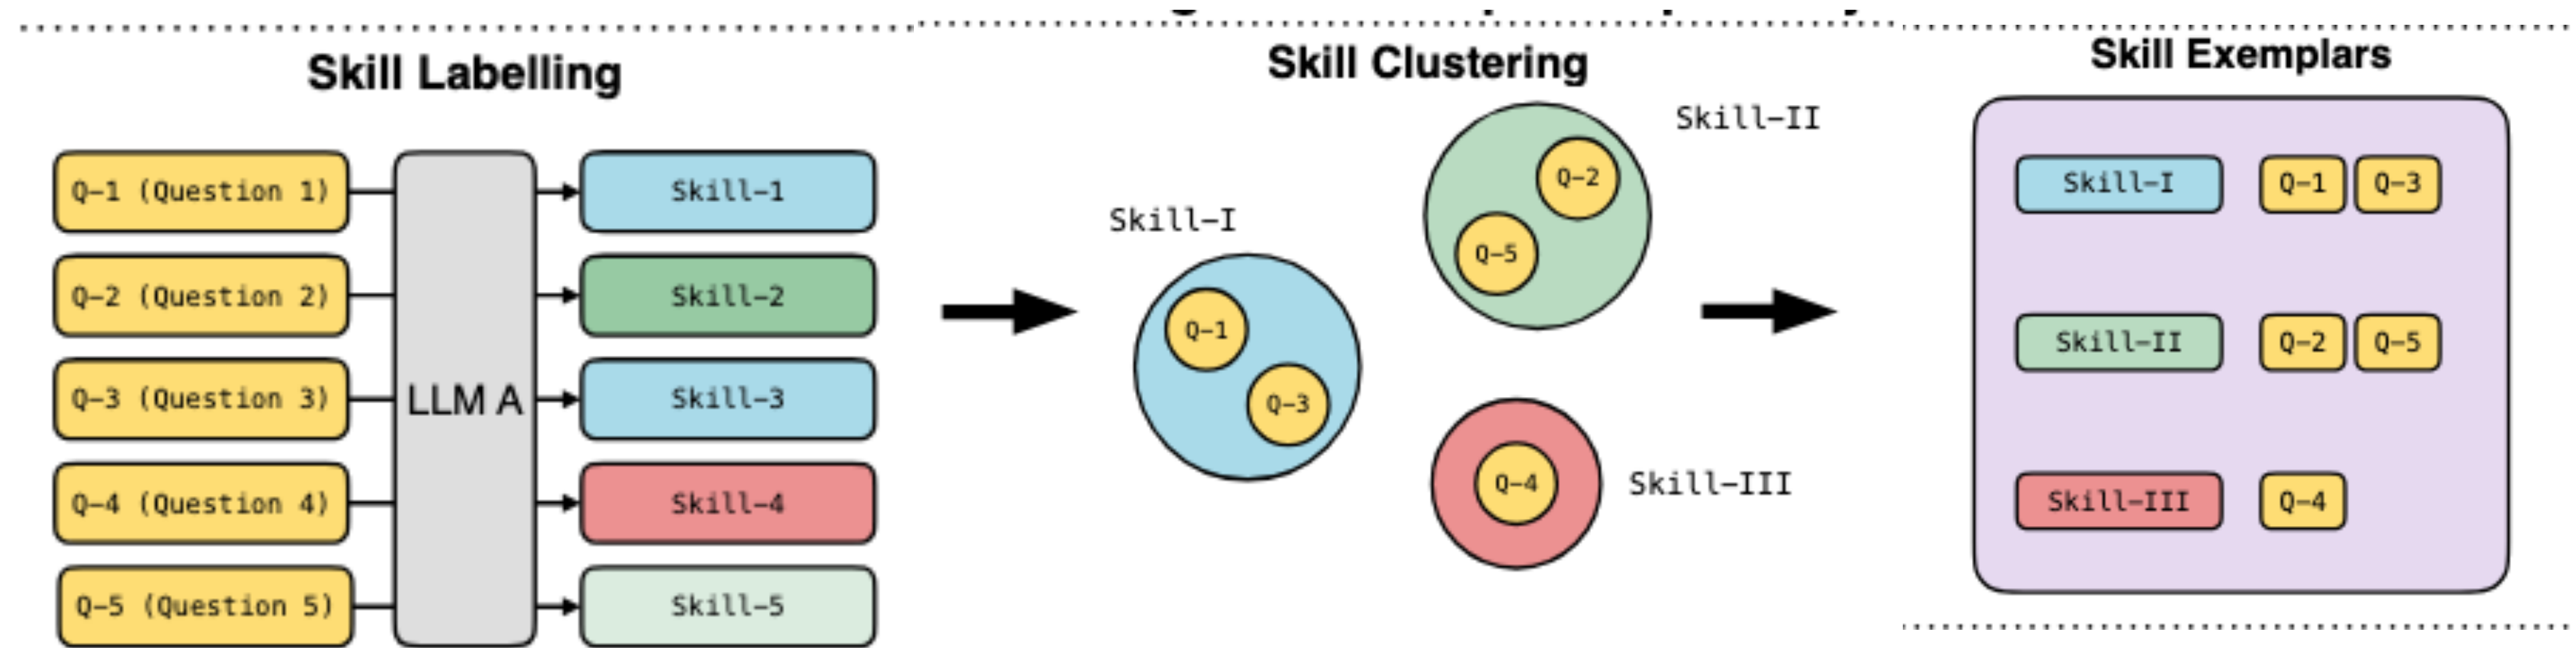 Skill Labelling
Q-1 (Question 1)
Skill-1
Q-2 (Question 2)
Skill-2
Q-3 (Question 3)
LLM A
Skill-3
Q-4 (Question 4)
Skill-4
Q-5 (Question 5)
Skill-5
Skill Clustering
Skill-I
Q-1
Q-3
Skill-II
Q-2
Q-5
Q-4
Skill-III
Skill Exemplars
Skill-I Q-1 Q-3
Skill-II Q-2 Q-5
Skill-III Q-4